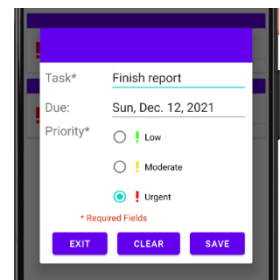 Task* Finish report
Due: Sun, Dec. 12, 2021
Priority* ! Low
! Moderate
! Urgent
* Required Fields
EXIT CLEAR SAVE